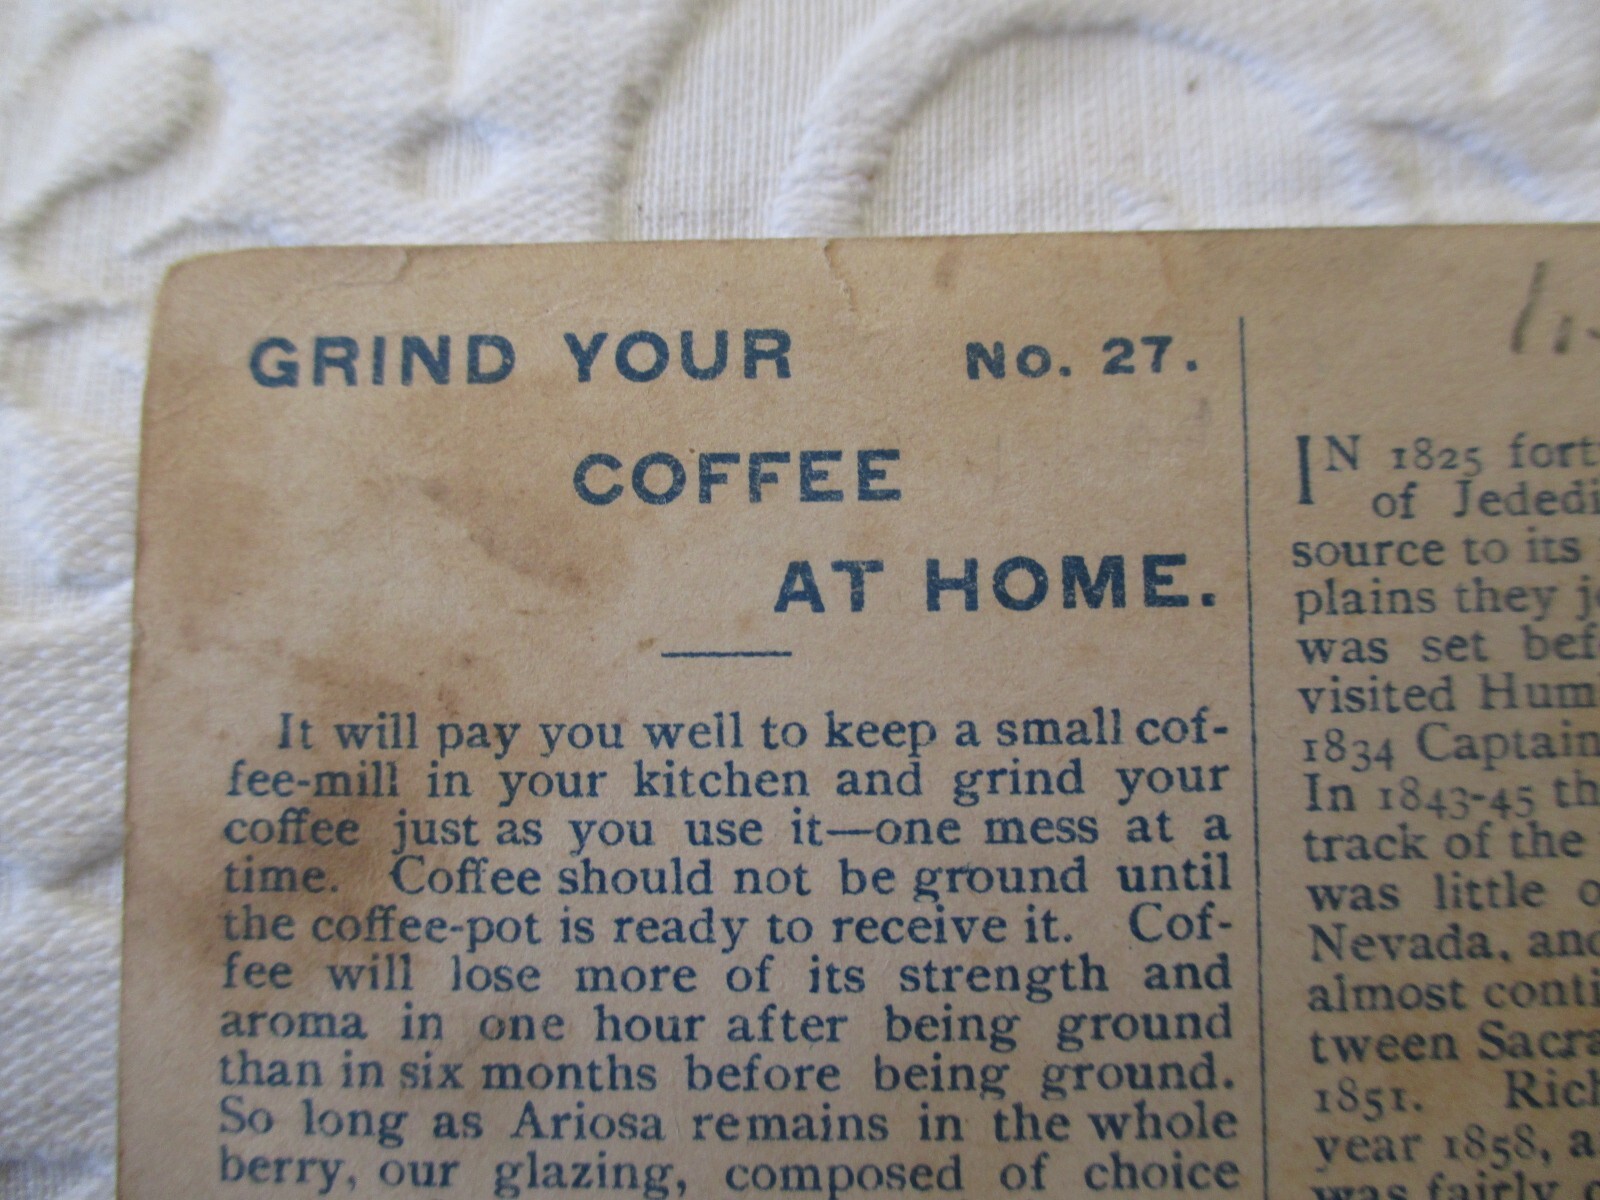 GRIND YOUR No. 27.
COFFEE
AT HOME.
It will pay you well to keep a small cof-
fee-mill in your kitchen and grind your
coffee just as you use it—one mess at a
time. Coffee should not be ground until
the coffee-pot is ready to receive it. Cof-
fee will lose more of its strength and
aroma in one hour after being ground
than in six months before being ground.
So long as Ariosa remains in the whole
berry, our glazing, composed of choice
IN 1825
of
source to its
plains they
was set
visited
1834 Captain
In 1843-45
track of the
was little
Nevada, and
almost
tween
1851.
year 1858,
was fairly